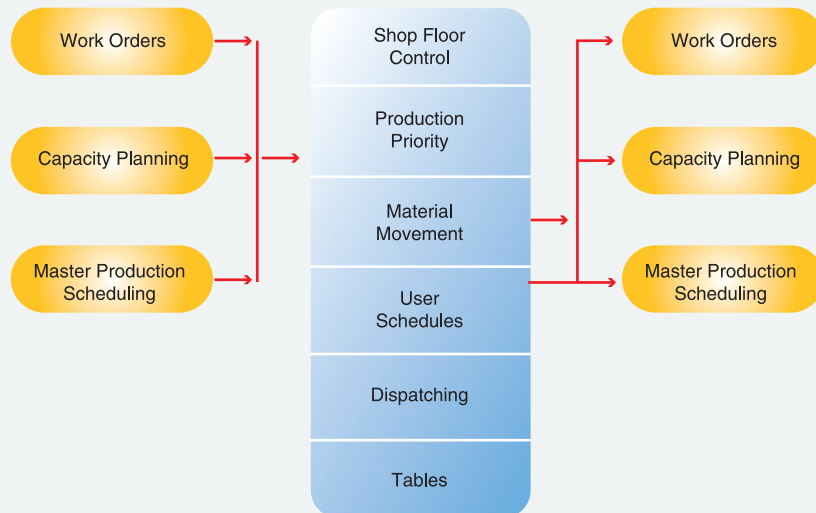 Work Orders
Capacity Planning
Master Production
Scheduling
Shop Floor
Control
Production
Priority
Material
Movement
User
Schedules
Dispatching
Tables
Work Orders
Capacity Planning
Master Production
Scheduling